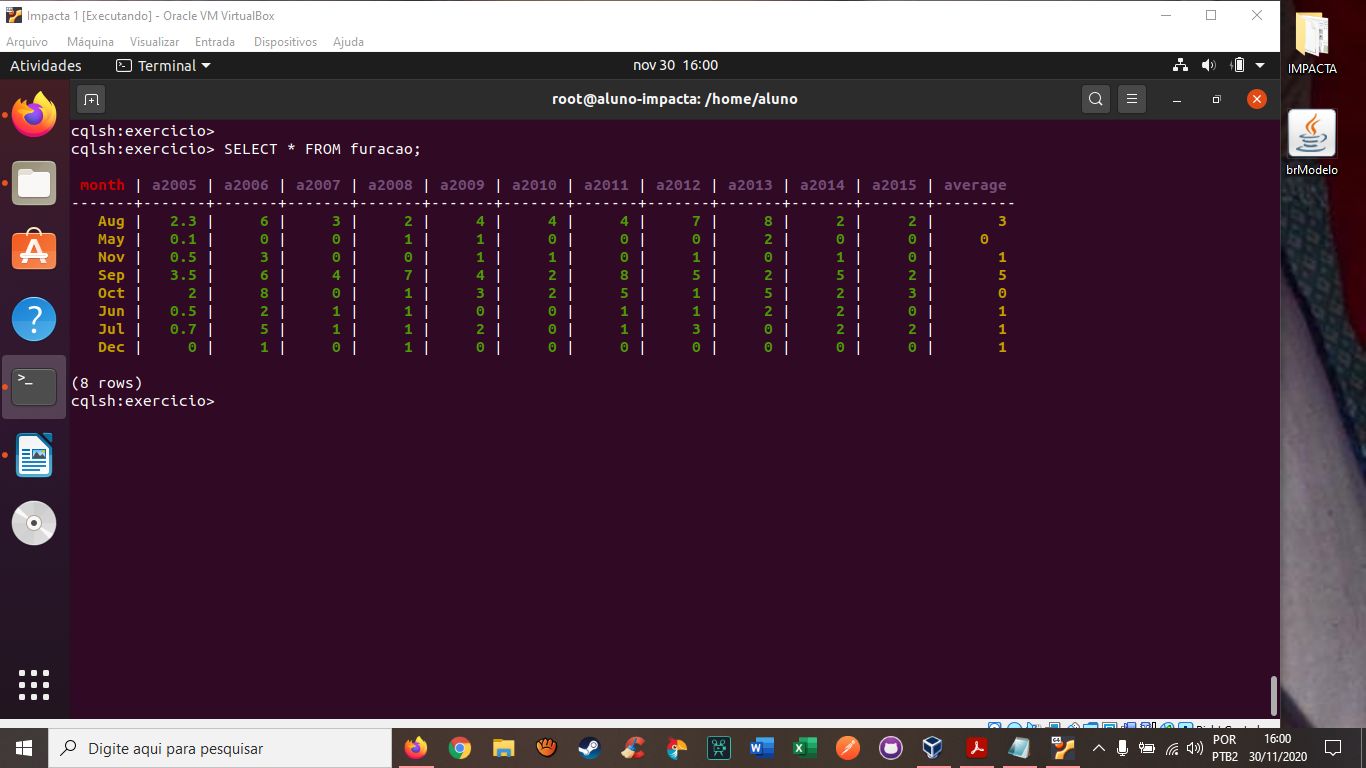 Impacta 1 [Executando] - Oracle VM VirtualBox
Arquivo Máquina Visualizar Entrada Dispositivos Ajuda
Atividades Terminal nov 30 16:00
IMPACTA
root@aluno-impacta: /home/aluno
cqlsh:exercicio>
cqlsh:exercicio> SELECT * FROM furacao;
month | a2005 | a2006 | a2007 | a2008 | a2009 | a2010 | a2011 | a2012 | a2013 | a2014 | a2015 | average
-------+-------+-------+-------+-------+-------+-------+-------+-------+-------+-------+-------+---------
Aug | 2.3 | 6 | 3 | 2 | 4 | 4 | 4 | 7 | 8 | 2 | 2 | 3
May | 0.1 | 0 | 0 | 1 | 1 | 0 | 0 | 0 | 2 | 0 | 0 | 0
Nov | 0.5 | 3 | 0 | 0 | 1 | 1 | 0 | 1 | 0 | 1 | 0 | 1
Sep | 3.5 | 6 | 4 | 7 | 4 | 2 | 8 | 5 | 2 | 5 | 2 | 5
Oct | 2 | 8 | 0 | 1 | 3 | 2 | 5 | 1 | 5 | 2 | 3 | 0
Jun | 0.5 | 2 | 1 | 1 | 0 | 0 | 1 | 1 | 2 | 2 | 0 | 1
Jul | 0.7 | 5 | 1 | 1 | 2 | 0 | 1 | 3 | 0 | 2 | 2 | 1
Dec | 0 | 1 | 0 | 1 | 0 | 0 | 0 | 0 | 0 | 0 | 0 | 1
(8 rows)
cqlsh:exercicio>
brModelo
Digite aqui para pesquisar
POR
PTB2
16:00
30/11/2020